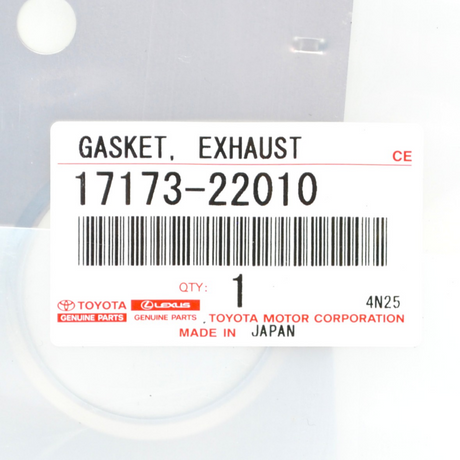 GASKET, EXHAUST CE
17173-22010
QTY: 1
TOYOTA LEXUS 4N25
GENUINE PARTS GENUINE PARTS TOYOTA MOTOR CORPORATION
MADE IN JAPAN